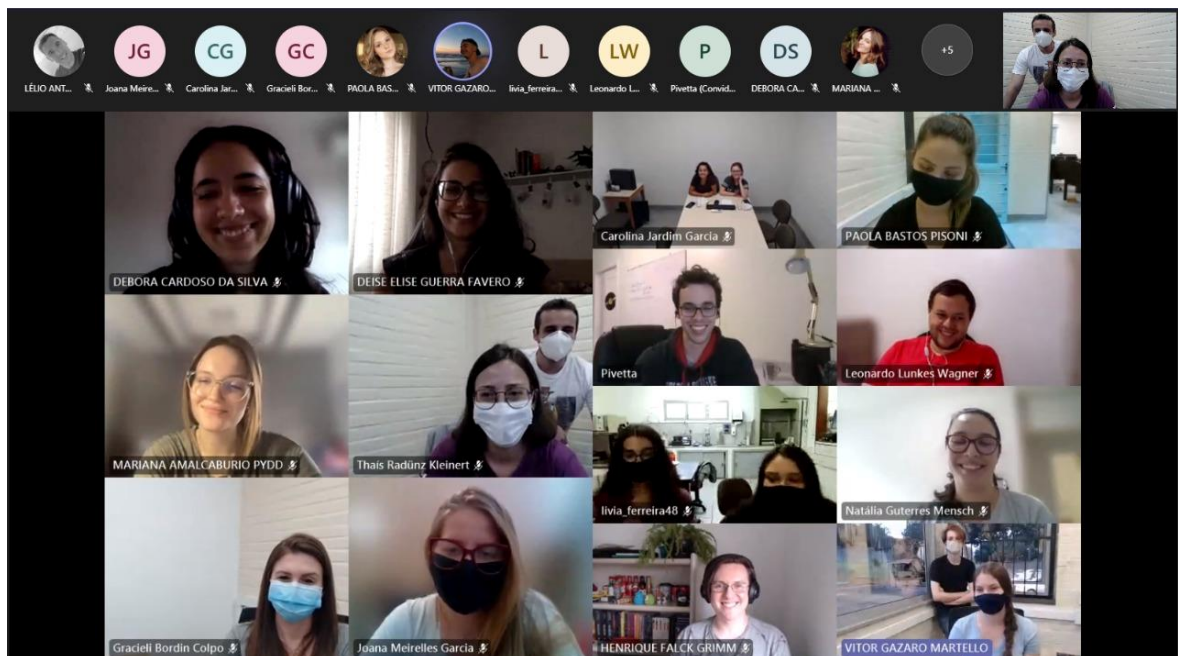 JG
CG
GC
L
LW
P
DS
+5
LÉLIO ANT...
Joana Meire...
Carolina Jar...
Gracieli Bor...
PAOLA BAS...
VITOR GAZARO...
livia_ferreira...
Leonardo L...
Pivetta (Convid...
DEBORA CA...
MARIANA ...
DEBORA CARDOSO DA SILVA
DEISE ELISE GUERRA FAVERO
Carolina Jardim Garcia
PAOLA BASTOS PISONI
Pivetta
Leonardo Lunkes Wagner
MARIANA AMALCABURIO PYDD
Thaís Radünz Kleinert
livia_ferreira48
Natália Guterres Mensch
Gracieli Bordin Colpo
Joana Meirelles Garcia
HENRIQUE FALCK GRIMM
VITOR GAZARO MARTELLO